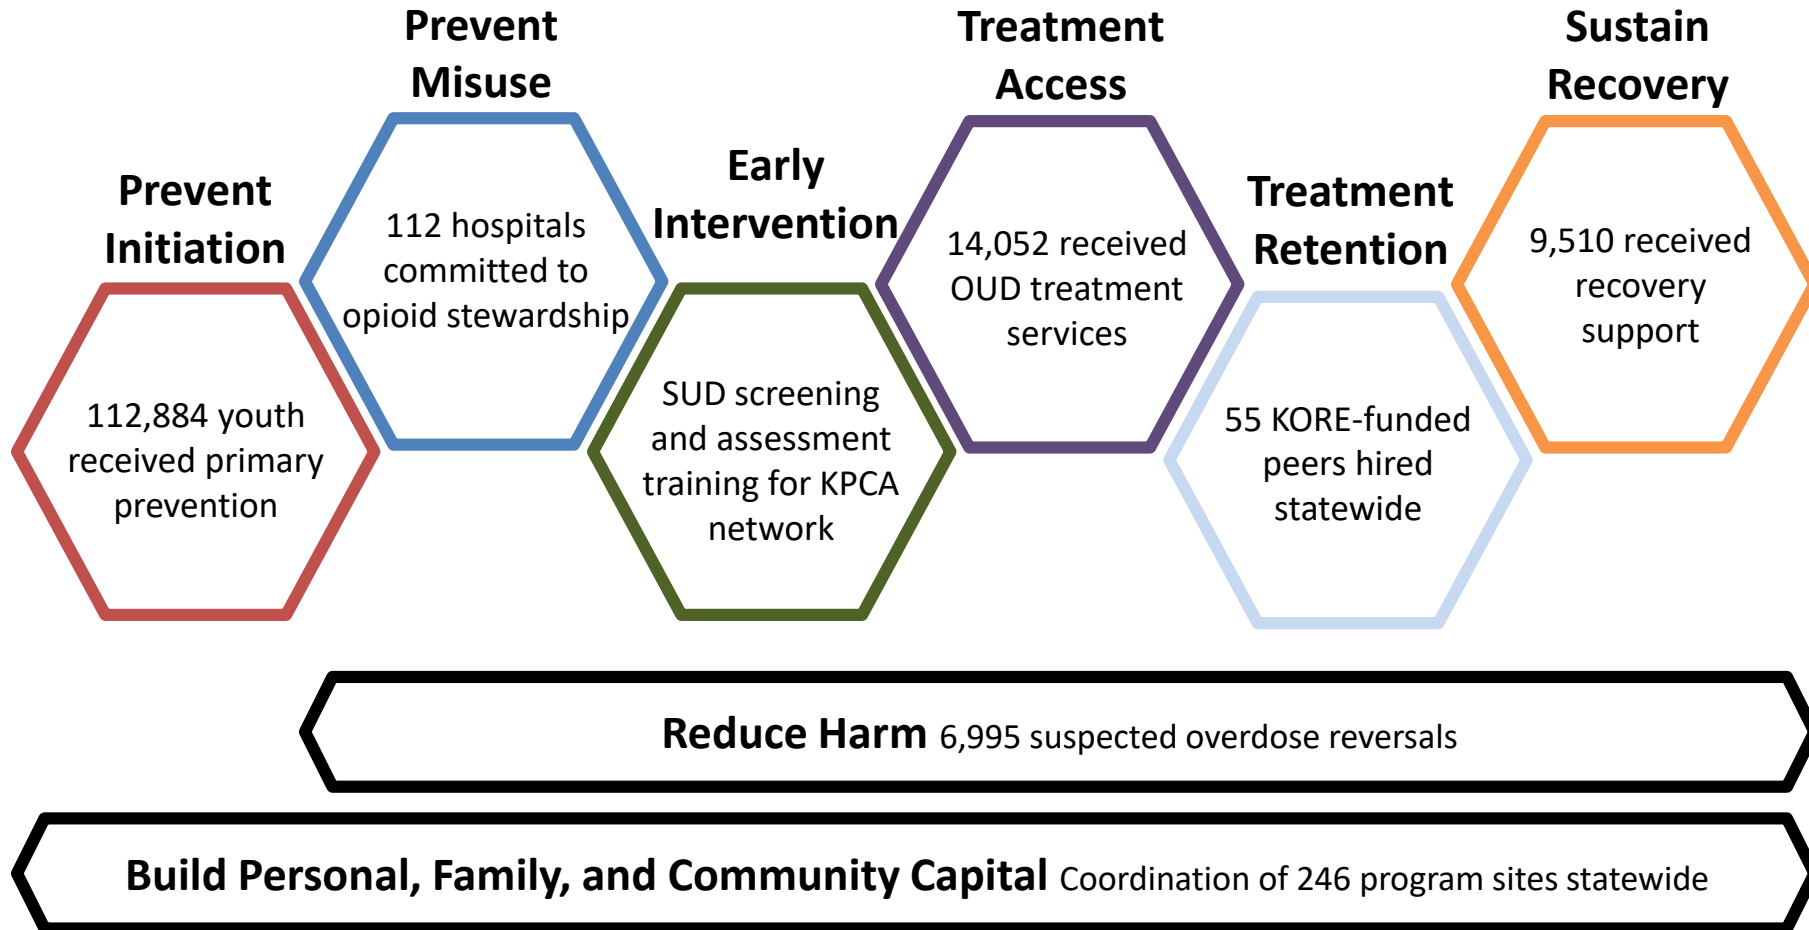 Prevent
Initiation
112,884 youth
received primary
prevention
Prevent
Misuse
112 hospitals
committed to
opioid stewardship
Early
Intervention
SUD screening
and assessment
training for KPCA
network
Treatment
Access
14,052 received
OUD treatment
services
Treatment
Retention
55 KORE-funded
peers hired
statewide
Sustain
Recovery
9,510 received
recovery
support
Reduce Harm 6,995 suspected overdose reversals
Build Personal, Family, and Community Capital Coordination of 246 program sites statewide